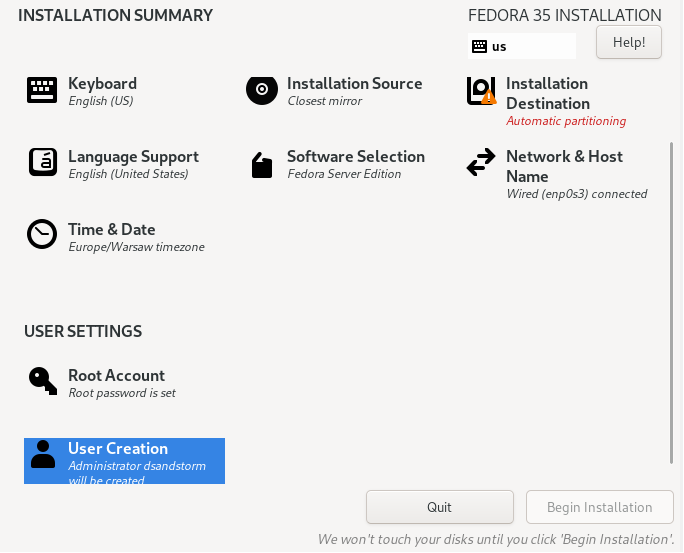 INSTALLATION SUMMARY
FEDORA 35 INSTALLATION
us
Help!
Keyboard
English (US)
Installation Source
Closest mirror
Installation
Destination
Automatic partitioning
Language Support
English (United States)
Software Selection
Fedora Server Edition
Network & Host
Name
Wired (enp0s3) connected
Time & Date
Europe/Warsaw timezone
USER SETTINGS
Root Account
Root password is set
User Creation
Administrator dsandstorm
will be created
Quit
Begin Installation
We won't touch your disks until you click 'Begin Installation'.